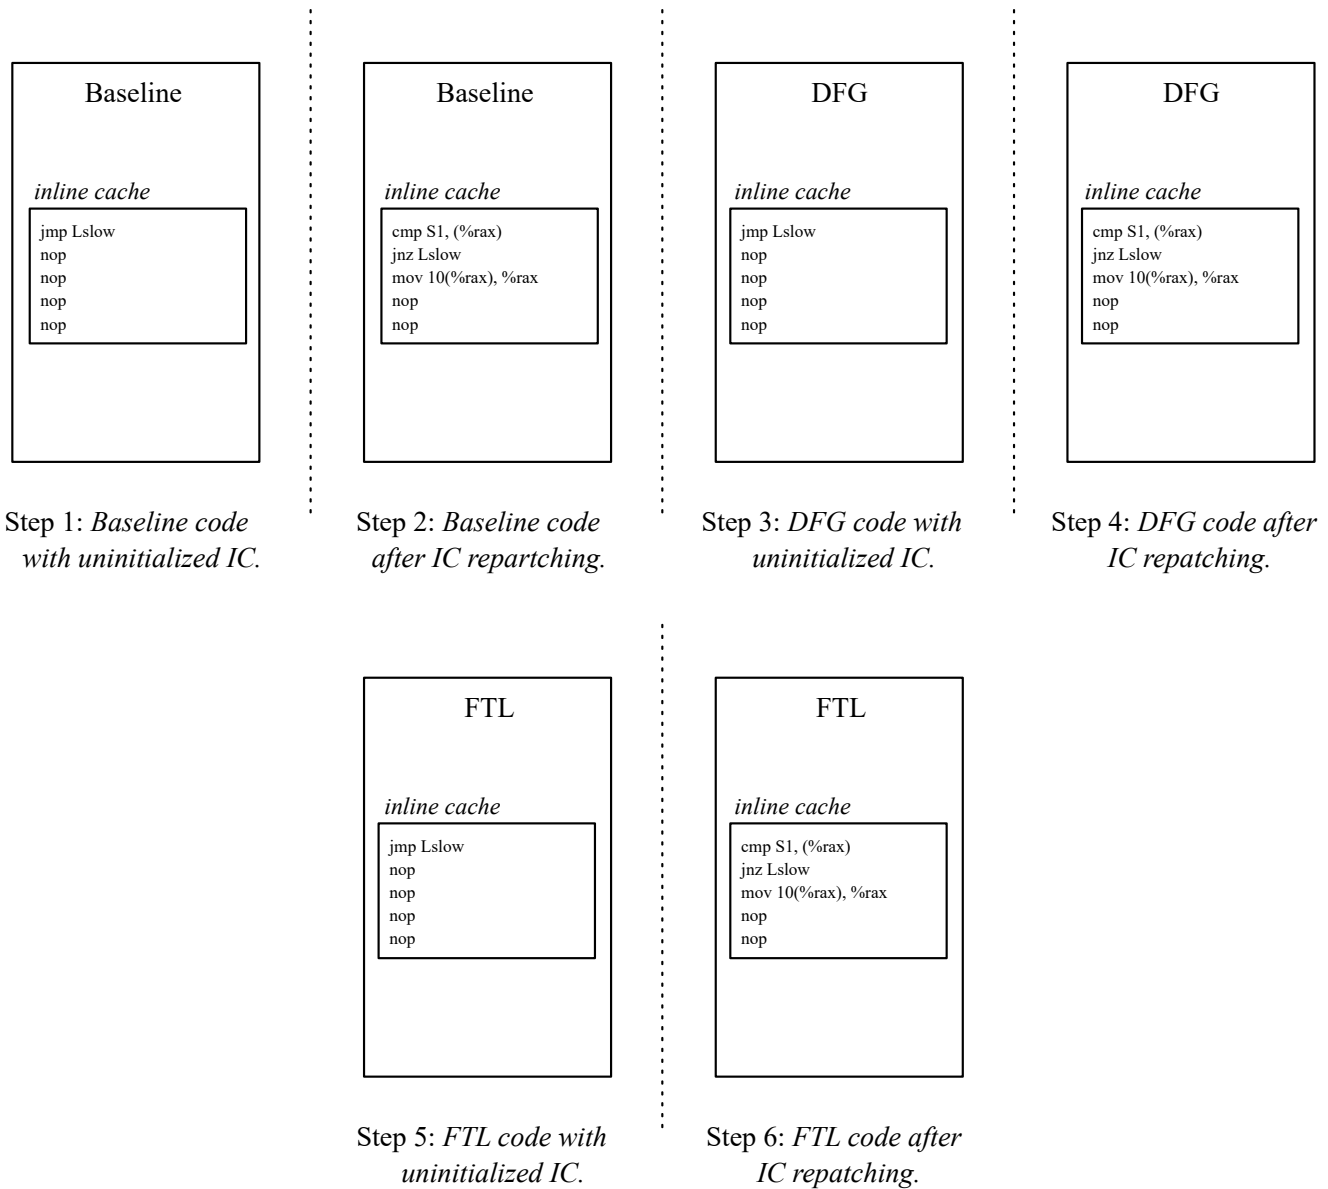 Baseline
inline cache
jmp Lslow
nop
nop
nop
nop
Step 1: Baseline code
with uninitialized IC.
Baseline
inline cache
cmp S1, (%rax)
jnz Lslow
mov 10(%rax), %rax
nop
nop
Step 2: Baseline code
after IC repartching.
DFG
inline cache
jmp Lslow
nop
nop
nop
nop
Step 3: DFG code with
uninitialized IC.
DFG
inline cache
cmp S1, (%rax)
jnz Lslow
mov 10(%rax), %rax
nop
nop
Step 4: DFG code after
IC repatching.
FTL
inline cache
jmp Lslow
nop
nop
nop
nop
Step 5: FTL code with
uninitialized IC.
FTL
inline cache
cmp S1, (%rax)
jnz Lslow
mov 10(%rax), %rax
nop
nop
Step 6: FTL code after
IC repatching.